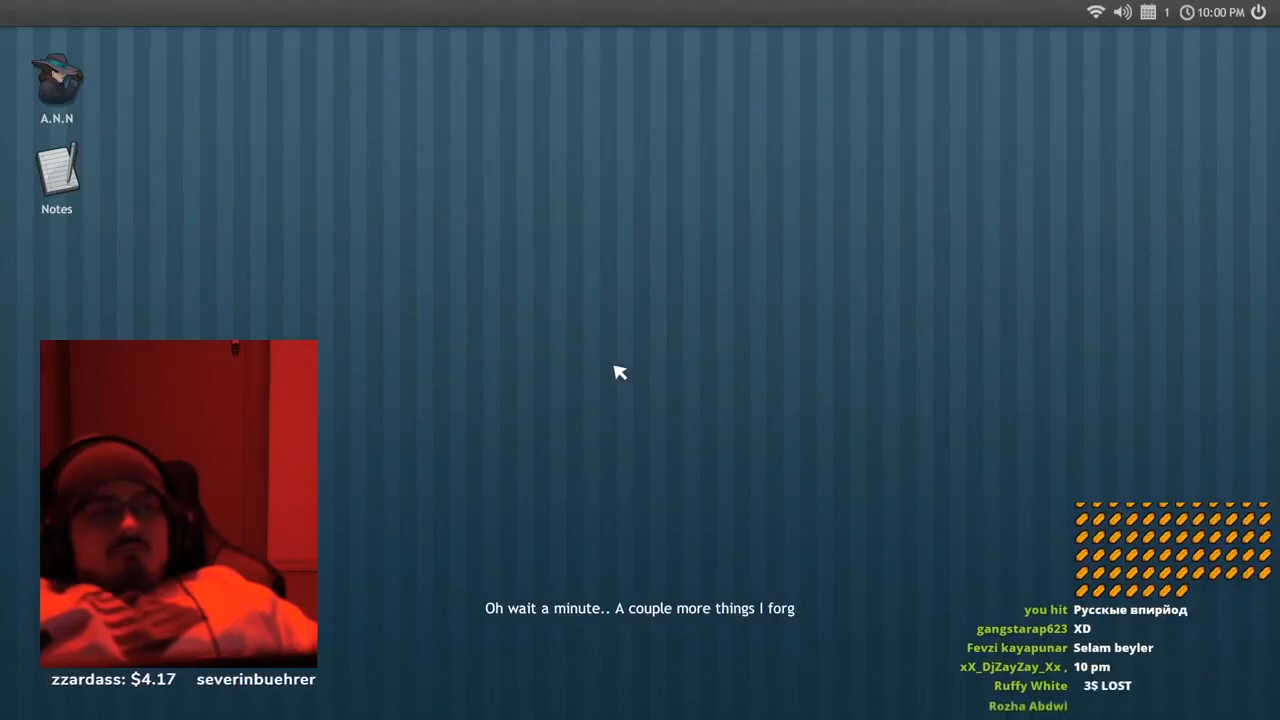 1 10:00 PM
A.N.N
Notes
Oh wait a minute.. A couple more things I forg
you hit Русские впирйод
gangstarap623 XD
Fevzi kayapunar Selam beyler
xX_DjZayZay_Xx , 10 pm
Ruffy White 3$ LOST
Rozha Abdwl
zzardass: $4.17 severinbuehrer